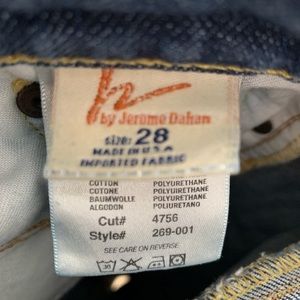 by Jerome Dahan
SIZE: 28
MADE IN U.S.A
IMPORTED FABRIC
COTTON POLYURETHANE
COTONE POLIURETHANE
BAUMWOLLE POLYURETHANE
ALGODON POLIURETANO
Cut# 4756
Style# 269-001
SEE CARE ON REVERSE
30